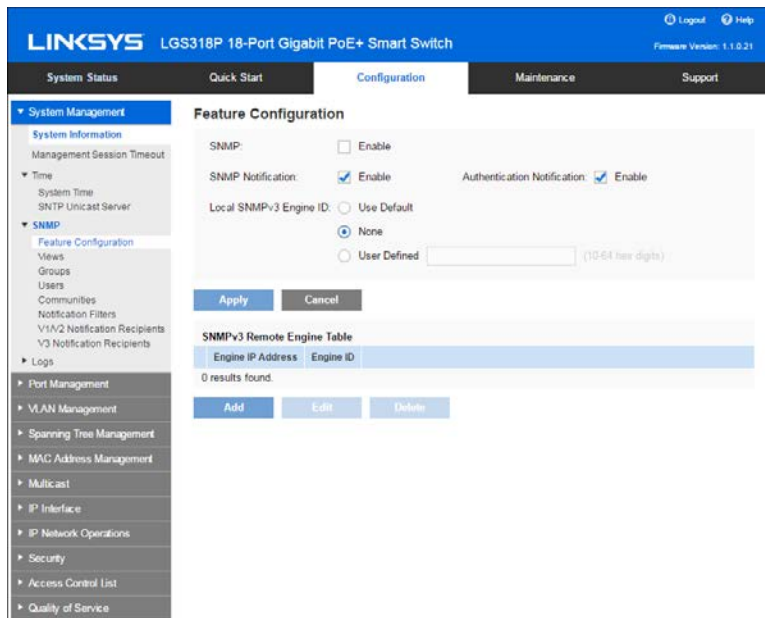 Logout Help
LINKSYS LGS318P 18-Port Gigabit PoE+ Smart Switch
Firmware Version: 1.1.0.21
System Status Quick Start Configuration Maintenance Support
System Management
System Information
Management Session Timeout
Time
System Time
SNTP Unicast Server
SNMP
Feature Configuration
Views
Groups
Users
Communities
Notification Filters
V1/V2 Notification Recipients
V3 Notification Recipients
Logs
Port Management
VLAN Management
Spanning Tree Management
MAC Address Management
Multicast
IP Interface
IP Network Operations
Security
Access Control List
Quality of Service
Feature Configuration
SNMP: Enable
SNMP Notification: Enable Authentication Notification: Enable
Local SNMPv3 Engine ID: Use Default
None
User Defined (10-64 hex digits)
Apply Cancel
SNMPv3 Remote Engine Table
Engine IP Address Engine ID
0 results found.
Add Edit Delete